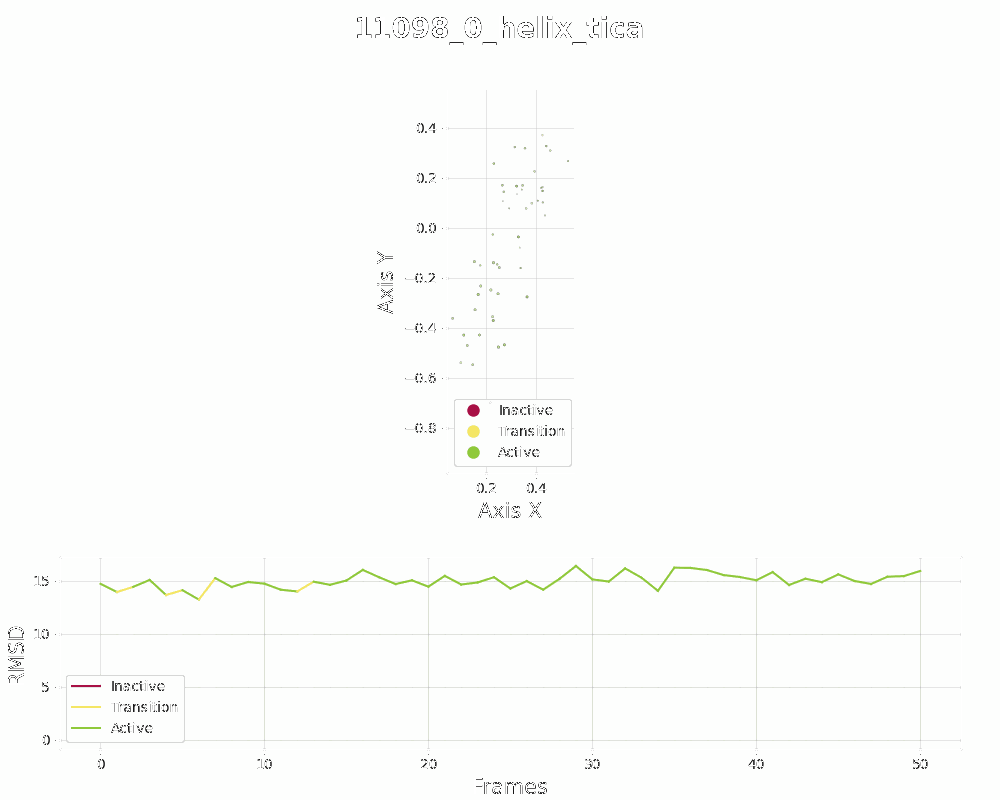 11098_0_helix_tica
0.4
0.2
0.0
−0.2
−0.4
−0.6
−0.8
Axis Y
Inactive
Transition
Active
0.2 0.4
Axis X
15
10
5
0
RMSD
Inactive
Transition
Active
0 10 20 30 40 50
Frames